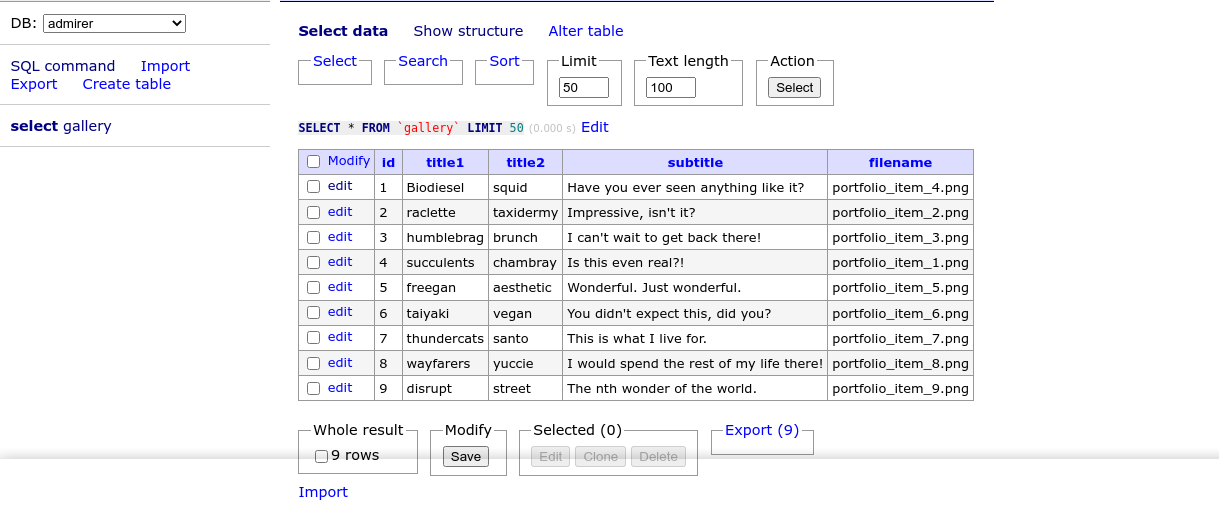 DB: admirer
SQL command Import
Export Create table
select gallery
Select data Show structure Alter table
Select Search Sort Limit Text length Action
50 100 Select
SELECT * FROM `gallery` LIMIT 50 (0.000 s) Edit
Modify id title1 title2 subtitle filename
edit 1 Biodiesel squid Have you ever seen anything like it? portfolio_item_4.png
edit 2 raclette taxidermy Impressive, isn't it? portfolio_item_2.png
edit 3 humblebrag brunch I can't wait to get back there! portfolio_item_3.png
edit 4 succulents chambray Is this even real?! portfolio_item_1.png
edit 5 freegan aesthetic Wonderful. Just wonderful. portfolio_item_5.png
edit 6 taiyaki vegan You didn't expect this, did you? portfolio_item_6.png
edit 7 thundercats santo This is what I live for. portfolio_item_7.png
edit 8 wayfarers yuccie I would spend the rest of my life there! portfolio_item_8.png
edit 9 disrupt street The nth wonder of the world. portfolio_item_9.png
Whole result Modify Selected (0) Export (9)
9 rows Save Edit Clone Delete
Import